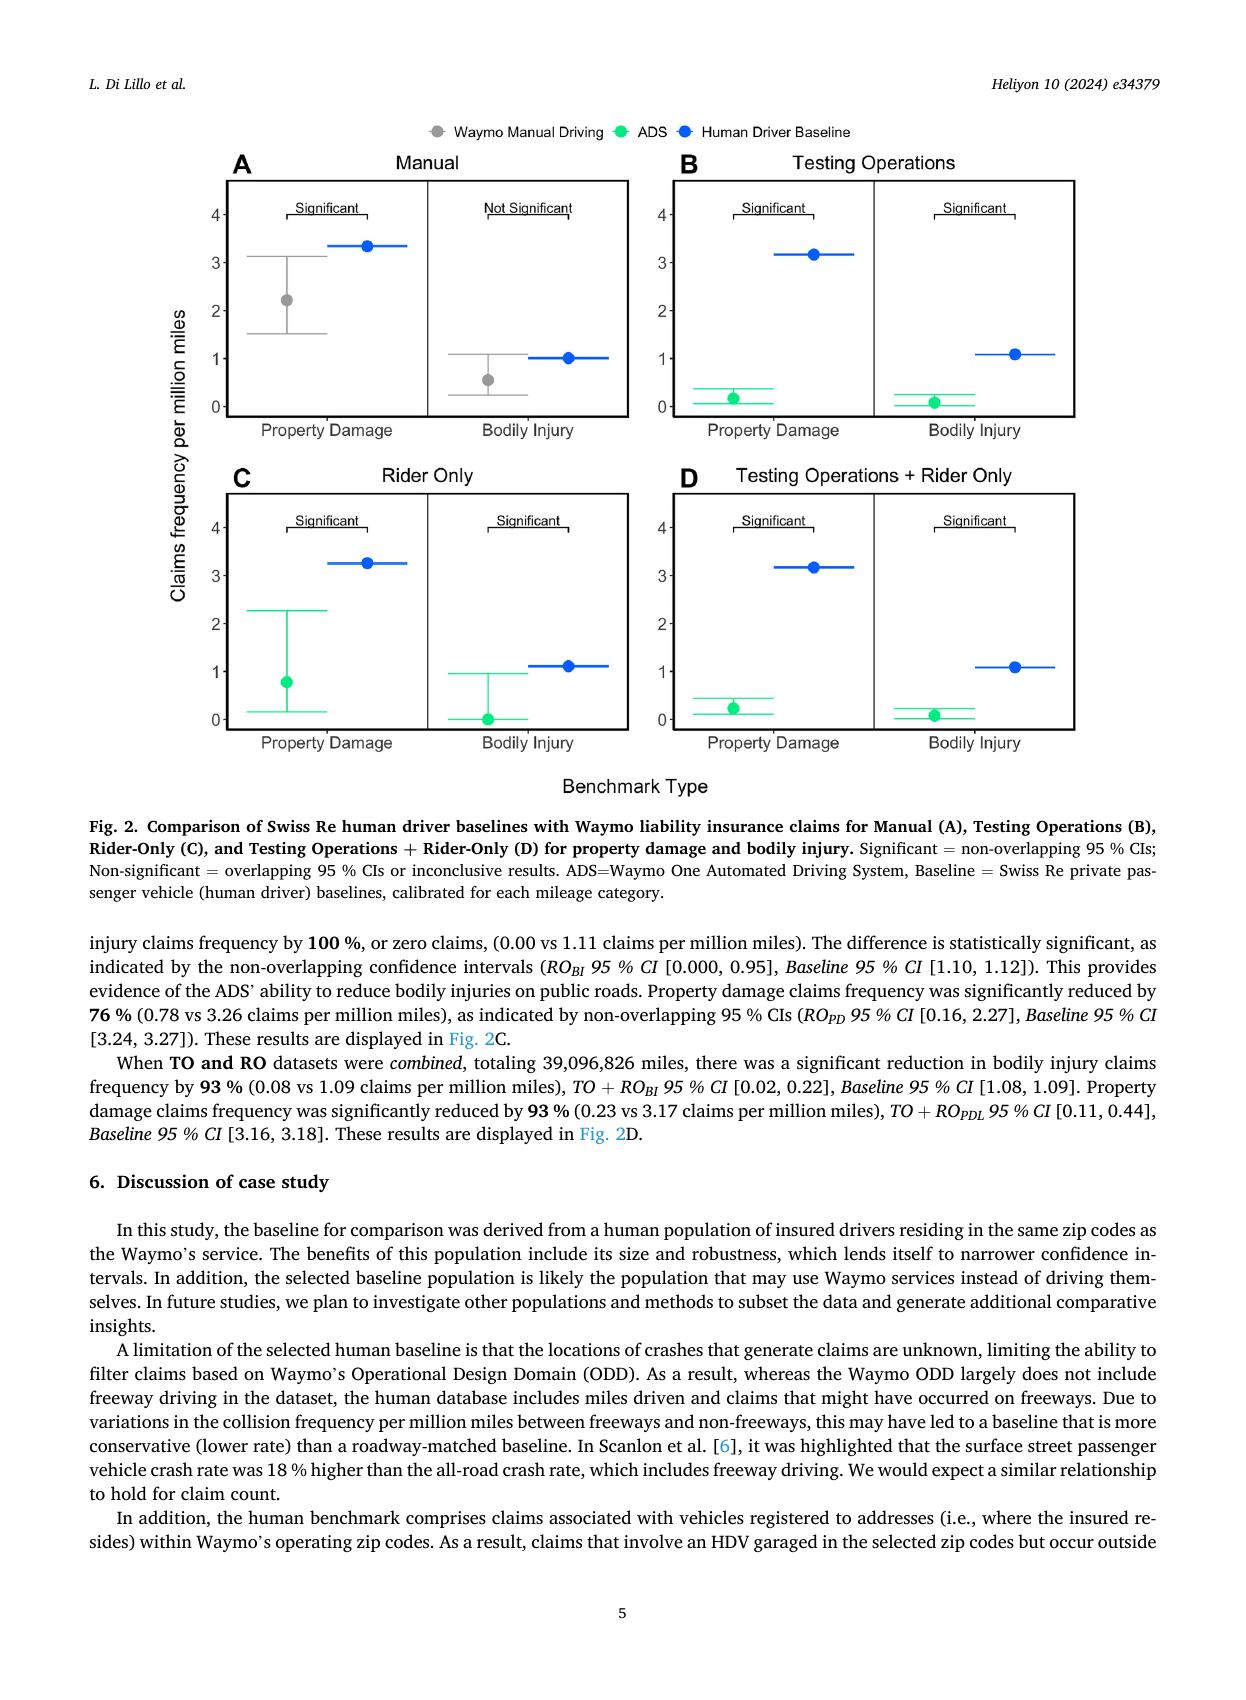 L. Di Lillo et al.
Heliyon 10 (2024) e34379
Waymo Manual Driving ADS Human Driver Baseline
A Manual
B Testing Operations
Claims frequency per million miles
Significant
Not Significant
4
3
2
1
0
Property Damage
Bodily Injury
Significant
Significant
4
3
2
1
0
Property Damage
Bodily Injury
C Rider Only
D Testing Operations + Rider Only
Significant
Significant
4
3
2
1
0
Property Damage
Bodily Injury
Significant
Significant
4
3
2
1
0
Property Damage
Bodily Injury
Benchmark Type
Fig. 2. Comparison of Swiss Re human driver baselines with Waymo liability insurance claims for Manual (A), Testing Operations (B),
Rider-Only (C), and Testing Operations + Rider-Only (D) for property damage and bodily injury. Significant = non-overlapping 95 % CIs;
Non-significant = overlapping 95 % CIs or inconclusive results. ADS=Waymo One Automated Driving System, Baseline = Swiss Re private pas-
senger vehicle (human driver) baselines, calibrated for each mileage category.
injury claims frequency by 100 %, or zero claims, (0.00 vs 1.11 claims per million miles). The difference is statistically significant, as
indicated by the non-overlapping confidence intervals (RO_BI 95 % CI [0.000, 0.95], Baseline 95 % CI [1.10, 1.12]). This provides
evidence of the ADS’ ability to reduce bodily injuries on public roads. Property damage claims frequency was significantly reduced by
76 % (0.78 vs 3.26 claims per million miles), as indicated by non-overlapping 95 % CIs (RO_PD 95 % CI [0.16, 2.27], Baseline 95 % CI
[3.24, 3.27]). These results are displayed in Fig. 2C.
When TO and RO datasets were combined, totaling 39,096,826 miles, there was a significant reduction in bodily injury claims
frequency by 93 % (0.08 vs 1.09 claims per million miles), TO + RO_BI 95 % CI [0.02, 0.22], Baseline 95 % CI [1.08, 1.09]. Property
damage claims frequency was significantly reduced by 93 % (0.23 vs 3.17 claims per million miles), TO + RO_PDL 95 % CI [0.11, 0.44],
Baseline 95 % CI [3.16, 3.18]. These results are displayed in Fig. 2D.
6. Discussion of case study
In this study, the baseline for comparison was derived from a human population of insured drivers residing in the same zip codes as
the Waymo’s service. The benefits of this population include its size and robustness, which lends itself to narrower confidence in-
tervals. In addition, the selected baseline population is likely the population that may use Waymo services instead of driving them-
selves. In future studies, we plan to investigate other populations and methods to subset the data and generate additional comparative
insights.
A limitation of the selected human baseline is that the locations of crashes that generate claims are unknown, limiting the ability to
filter claims based on Waymo’s Operational Design Domain (ODD). As a result, whereas the Waymo ODD largely does not include
freeway driving in the dataset, the human database includes miles driven and claims that might have occurred on freeways. Due to
variations in the collision frequency per million miles between freeways and non-freeways, this may have led to a baseline that is more
conservative (lower rate) than a roadway-matched baseline. In Scanlon et al. [6], it was highlighted that the surface street passenger
vehicle crash rate was 18 % higher than the all-road crash rate, which includes freeway driving. We would expect a similar relationship
to hold for claim count.
In addition, the human benchmark comprises claims associated with vehicles registered to addresses (i.e., where the insured re-
sides) within Waymo’s operating zip codes. As a result, claims that involve an HDV garaged in the selected zip codes but occur outside
5